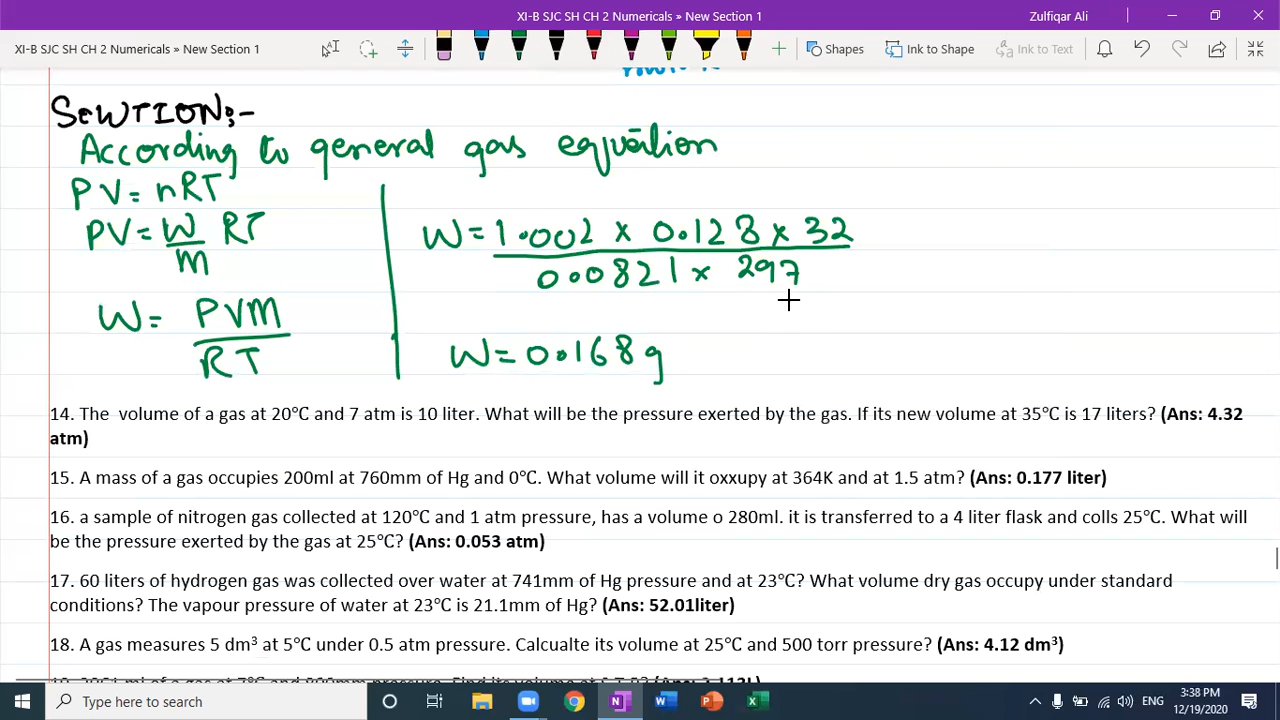 XI-B SJC SH CH 2 Numericals » New Section 1
Zulfiqar Ali
XI-B SJC SH CH 2 Numericals » New Section 1
Shapes
Ink to Shape
Ink to Text
SOLUTION:-
According to general gas equation
PV = nRT
PV = W/M RT
W = PVM/RT
W = 1.002 x 0.128 x 32
0.0821 x 297
W = 0.168 g
14. The volume of a gas at 20°C and 7 atm is 10 liter. What will be the pressure exerted by the gas. If its new volume at 35°C is 17 liters? (Ans: 4.32
atm)
15. A mass of a gas occupies 200ml at 760mm of Hg and 0°C. What volume will it oxxupy at 364K and at 1.5 atm? (Ans: 0.177 liter)
16. a sample of nitrogen gas collected at 120°C and 1 atm pressure, has a volume o 280ml. it is transferred to a 4 liter flask and colls 25°C. What will
be the pressure exerted by the gas at 25°C? (Ans: 0.053 atm)
17. 60 liters of hydrogen gas was collected over water at 741mm of Hg pressure and at 23°C? What volume dry gas occupy under standard
conditions? The vapour pressure of water at 23°C is 21.1mm of Hg? (Ans: 52.01liter)
18. A gas measures 5 dm³ at 5°C under 0.5 atm pressure. Calcualte its volume at 25°C and 500 torr pressure? (Ans: 4.12 dm³)
Type here to search
ENG
3:38 PM
12/19/2020